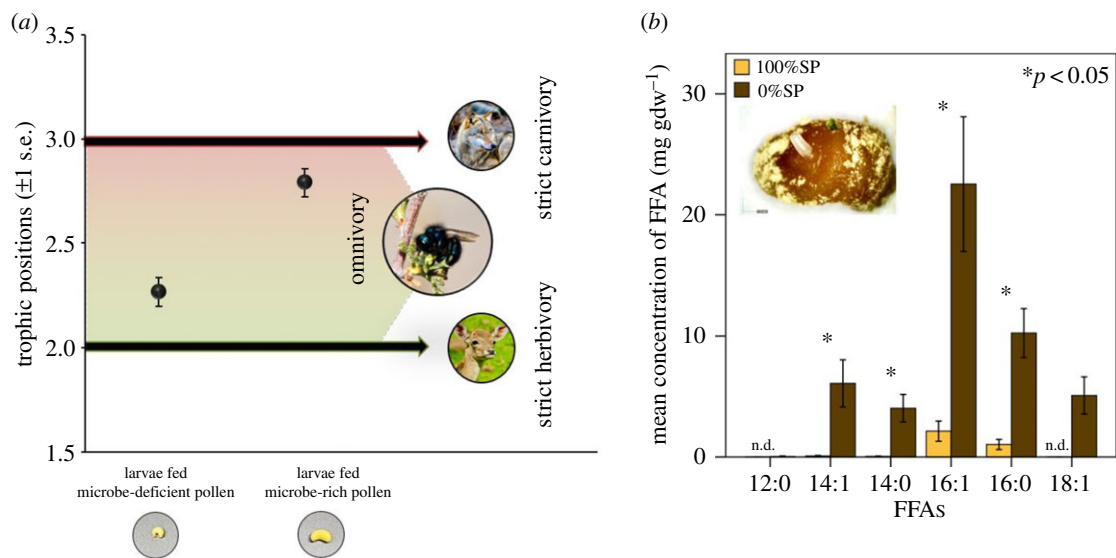 (a)
3.5
3.0
2.5
2.0
1.5
trophic positions (±1 s.e.)
strict carnivory
omnivory
strict herbivory
larvae fed
microbe-deficient pollen
larvae fed
microbe-rich pollen
(b)
100%SP
0%SP
*p < 0.05
30
20
10
0
mean concentration of FFA (mg gdw⁻¹)
*
*
*
*
n.d.
n.d.
12:0 14:1 14:0 16:1 16:0 18:1
FFAs